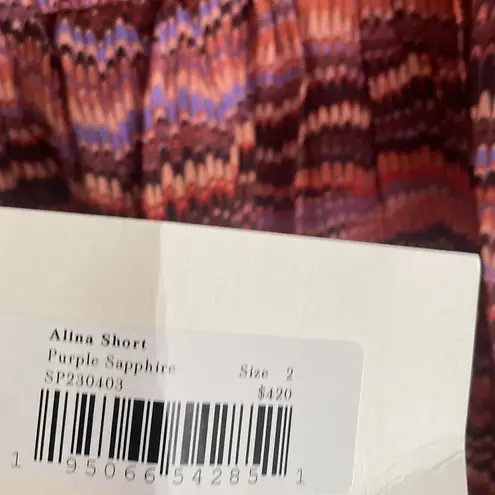 Alina Short
Purple Sapphire Size 2
SP230403 $420
1 95066 54285 1